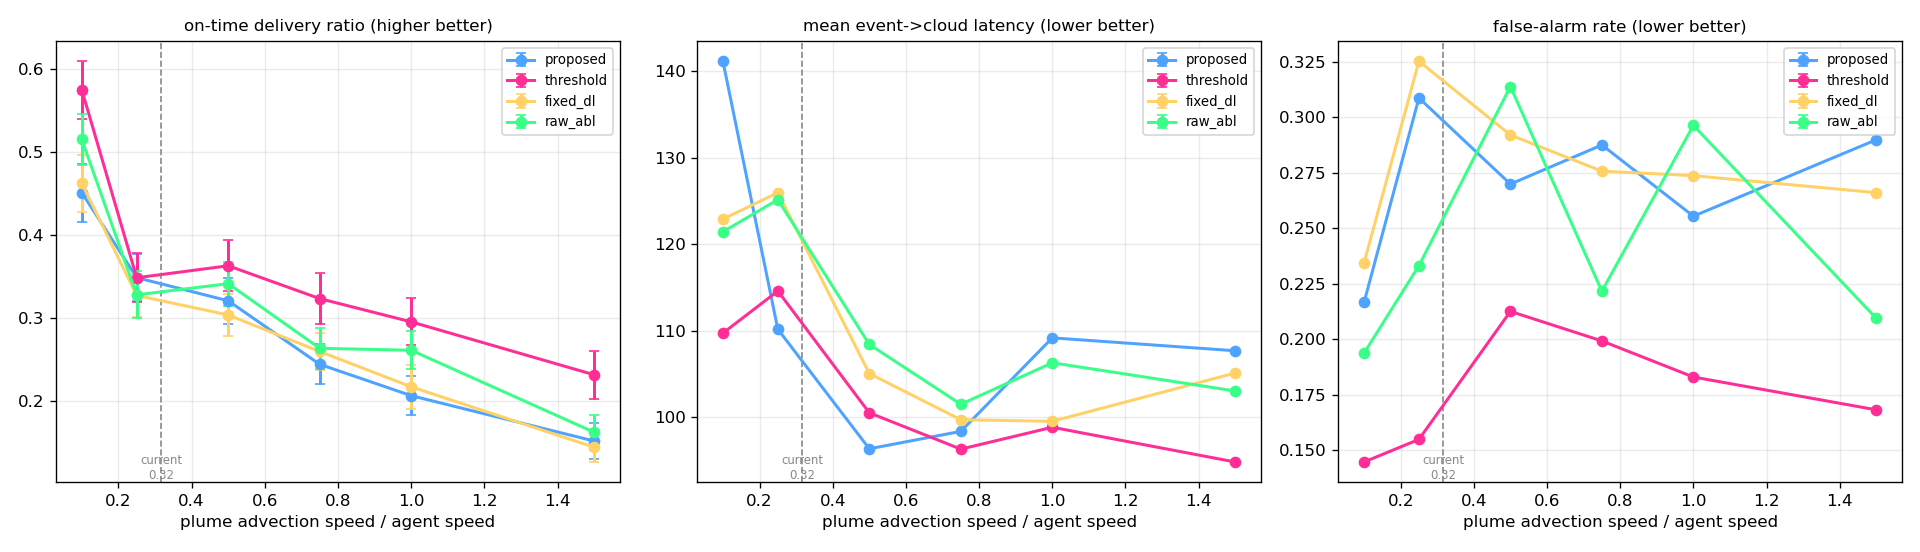 on-time delivery ratio (higher better)
0.6
0.5
0.4
0.3
0.2
proposed
threshold
fixed_dl
raw_abl
current
0.32
0.2 0.4 0.6 0.8 1.0 1.2 1.4
plume advection speed / agent speed
mean event->cloud latency (lower better)
140
130
120
110
100
proposed
threshold
fixed_dl
raw_abl
current
0.32
0.2 0.4 0.6 0.8 1.0 1.2 1.4
plume advection speed / agent speed
false-alarm rate (lower better)
0.325
0.300
0.275
0.250
0.225
0.200
0.175
0.150
proposed
threshold
fixed_dl
raw_abl
current
0.32
0.2 0.4 0.6 0.8 1.0 1.2 1.4
plume advection speed / agent speed